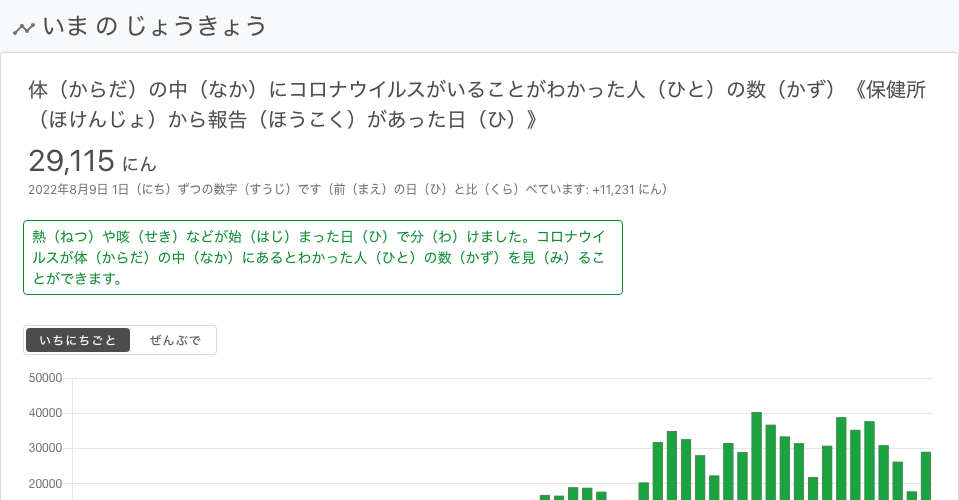 いま の じょうきょう
体（からだ）の中（なか）にコロナウイルスがいることがわかった人（ひと）の数（かず）《保健所
（ほけんじょ）から報告（ほうこく）があった日（ひ）》
29,115 にん
2022年8月9日 1日（にち）ずつの数字（すうじ）です（前（まえ）の日（ひ）と比（くら）べています: +11,231 にん）
熱（ねつ）や咳（せき）などが始（はじ）まった日（ひ）で分（わ）けました。コロナウイ
ルスが体（からだ）の中（なか）にあるとわかった人（ひと）の数（かず）を見（み）るこ
とができます。
いちにちごと ぜんぶで
50000
40000
30000
20000